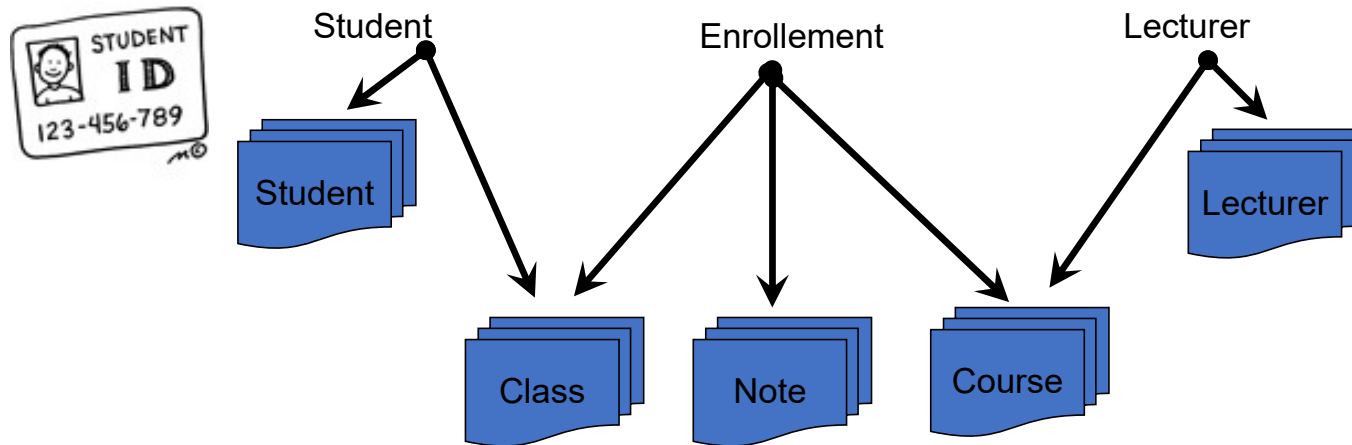 STUDENT
ID
123-456-789
Student
Enrollement
Lecturer
Student
Lecturer
Class
Note
Course